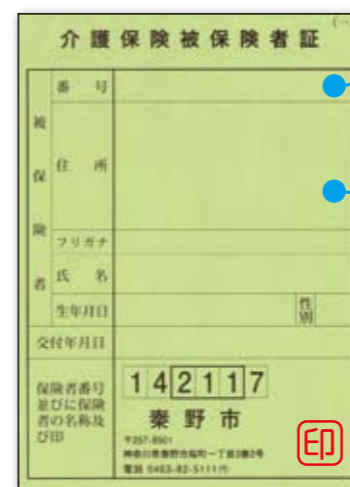 (一
介護保険被保険者証
被保険者
番号
住所
フリガナ
氏名
生年月日
性別
交付年月日
保険者番号
並びに保険
者の名称及
び印
142117
秦野市
〒257-8501
神奈川県秦野市桜町一丁目3番2号
電話 0463-82-5111㈹
印